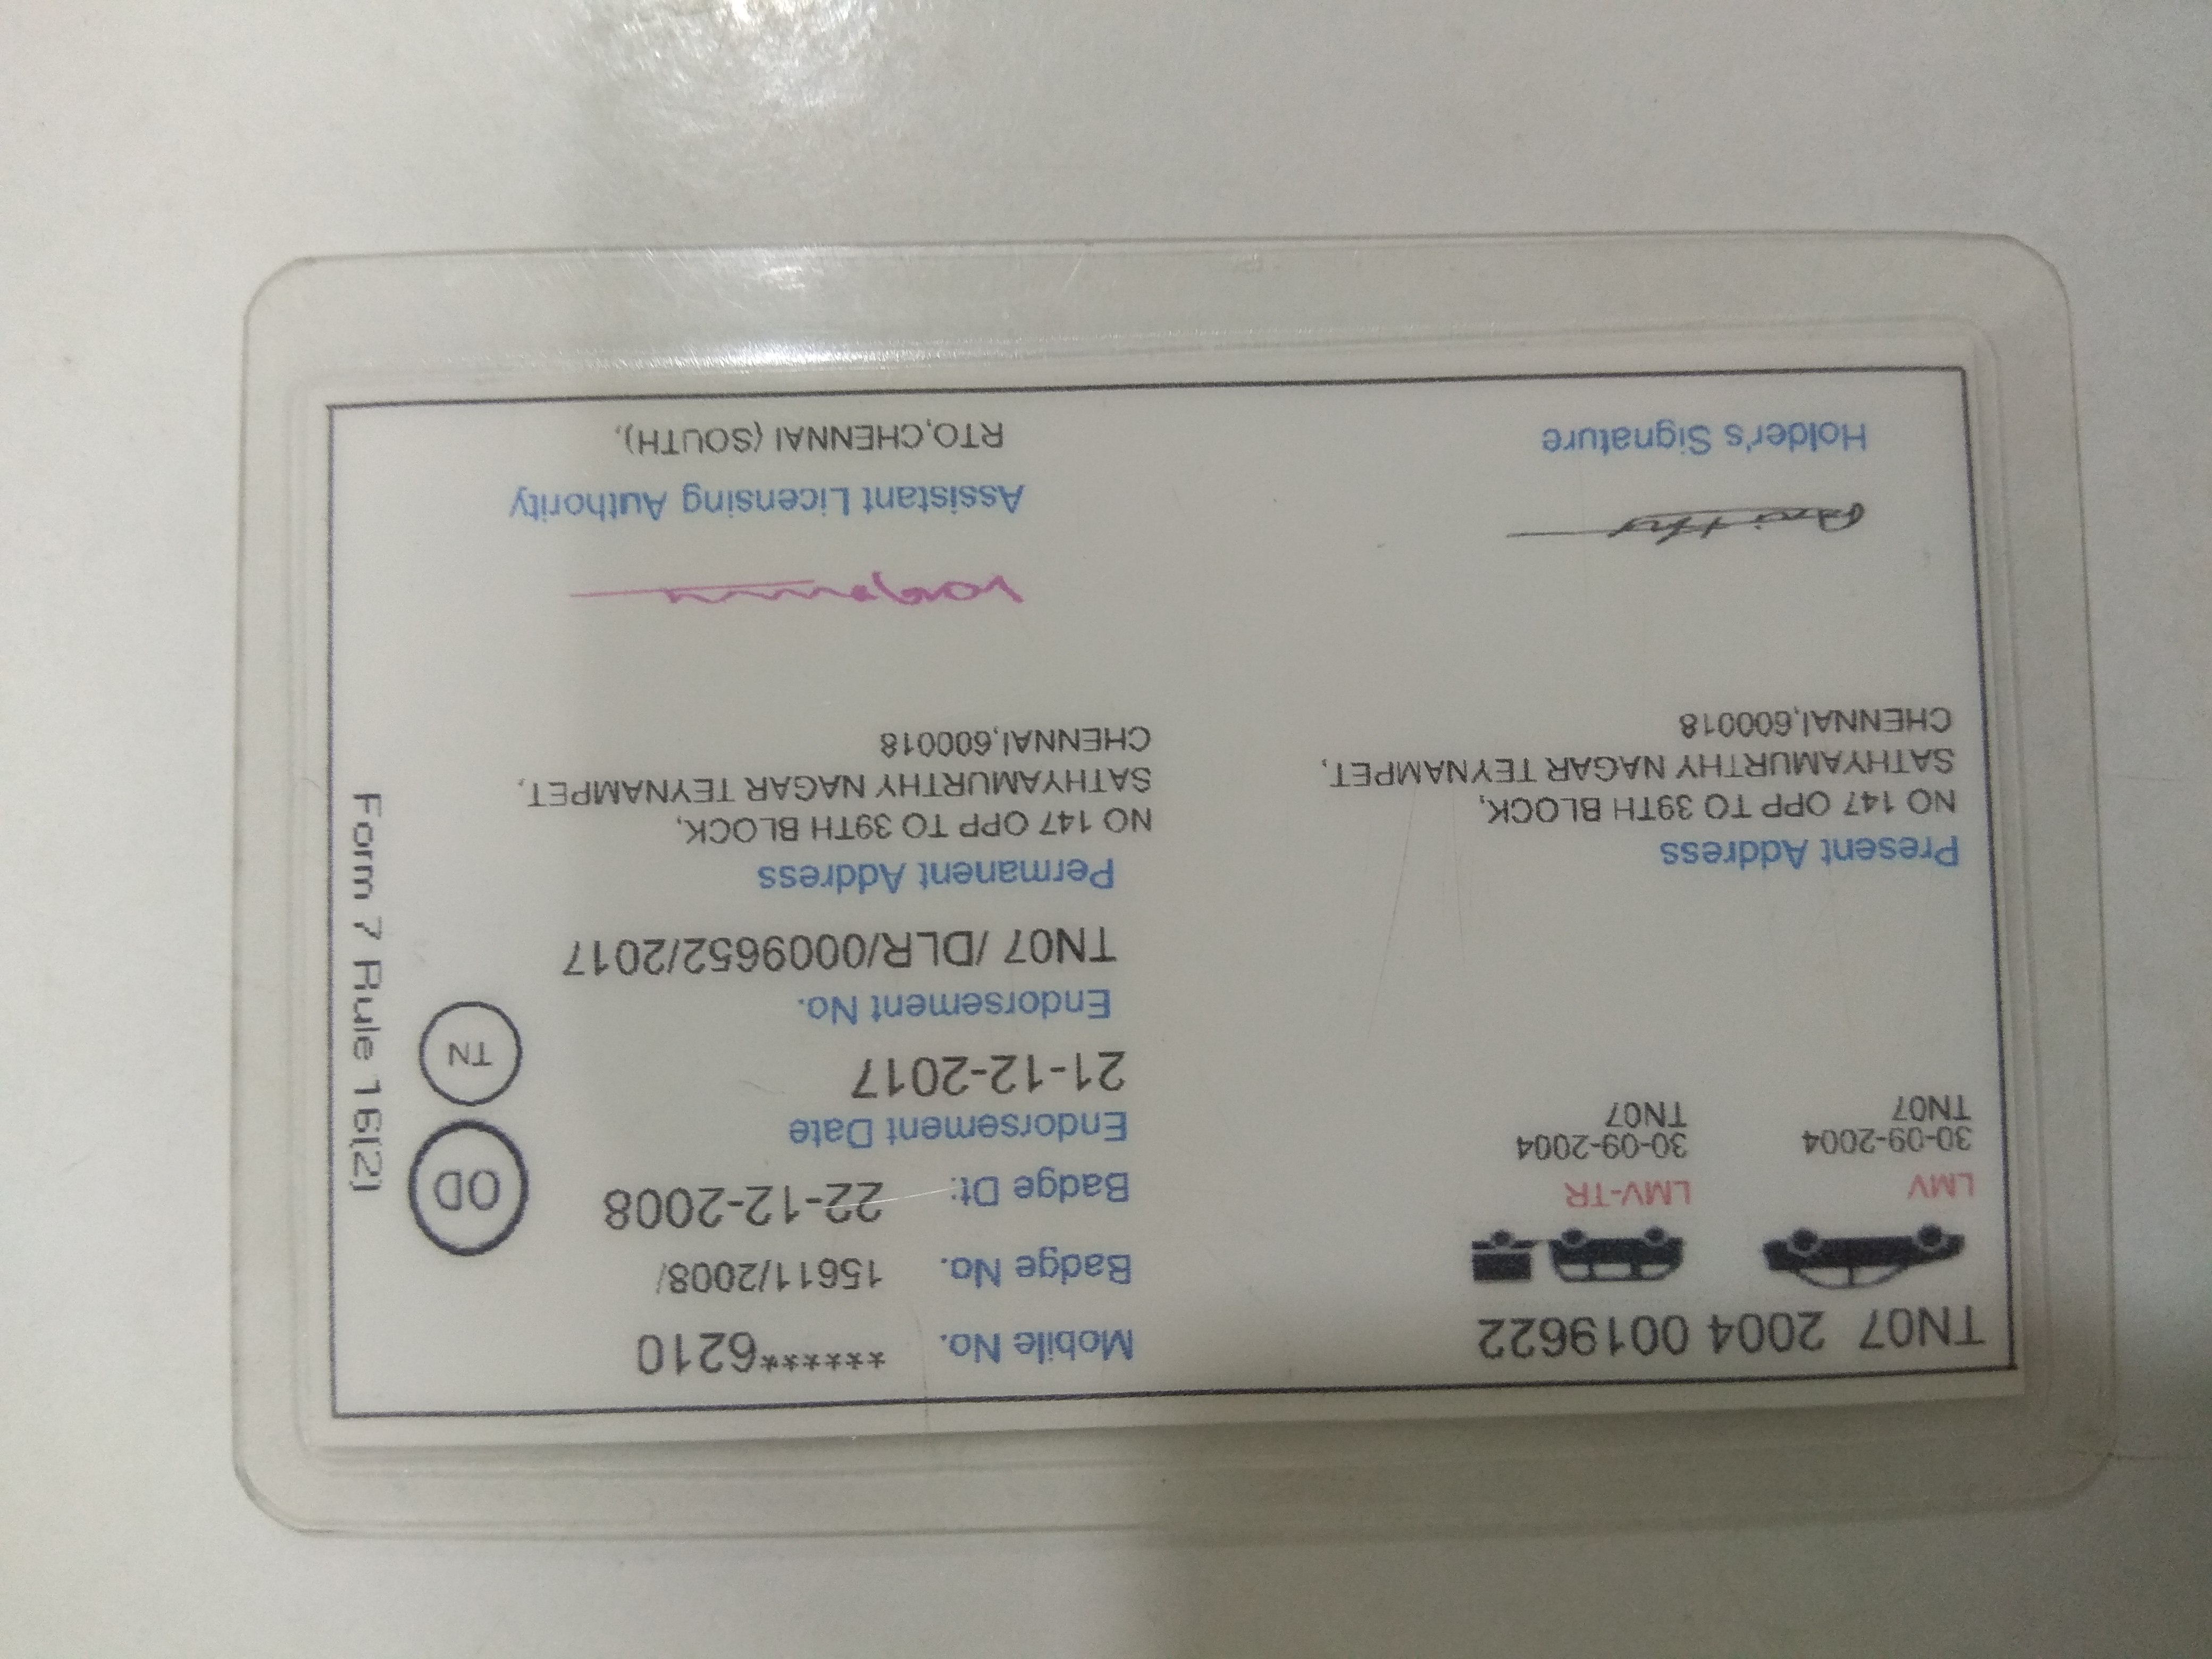 TN07 2004 0019622
LMV
30-09-2004
TN07
LMV-TR
30-09-2004
TN07
Present Address
NO 147 OPP TO 39TH BLOCK,
SATHYAMURTHY NAGAR TEYNAMPET,
CHENNAI,600018
Holder's Signature
Mobile No. ******6210
Badge No. 15611/2008/
Badge Dt: 22-12-2008
Endorsement Date
21-12-2017
Endorsement No.
TN07 /DLR/0009652/2017
Permanent Address
NO 147 OPP TO 39TH BLOCK,
SATHYAMURTHY NAGAR TEYNAMPET,
CHENNAI,600018
Assistant Licensing Authority
RTO,CHENNAI (SOUTH),
OD
TN
Form 7 Rule 16(2)